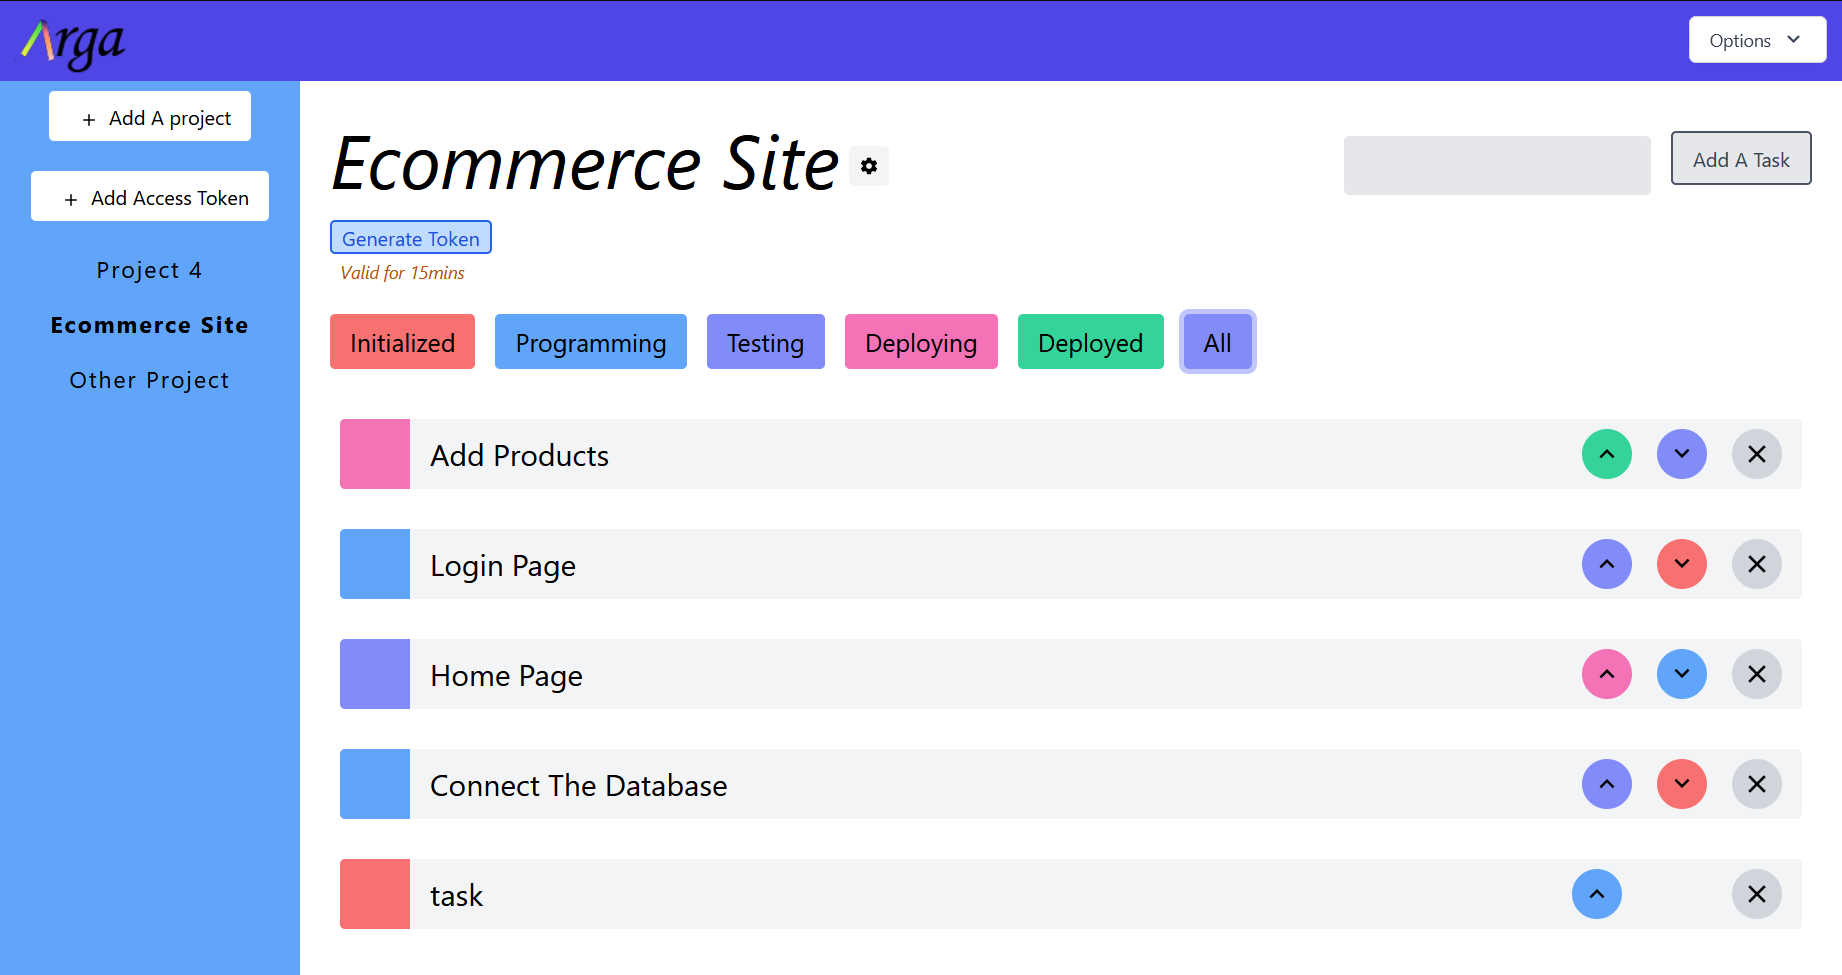 Arga
Options
+ Add A project
+ Add Access Token
Project 4
Ecommerce Site
Other Project
Ecommerce Site
Add A Task
Generate Token
Valid for 15mins
Initialized
Programming
Testing
Deploying
Deployed
All
Add Products
Login Page
Home Page
Connect The Database
task